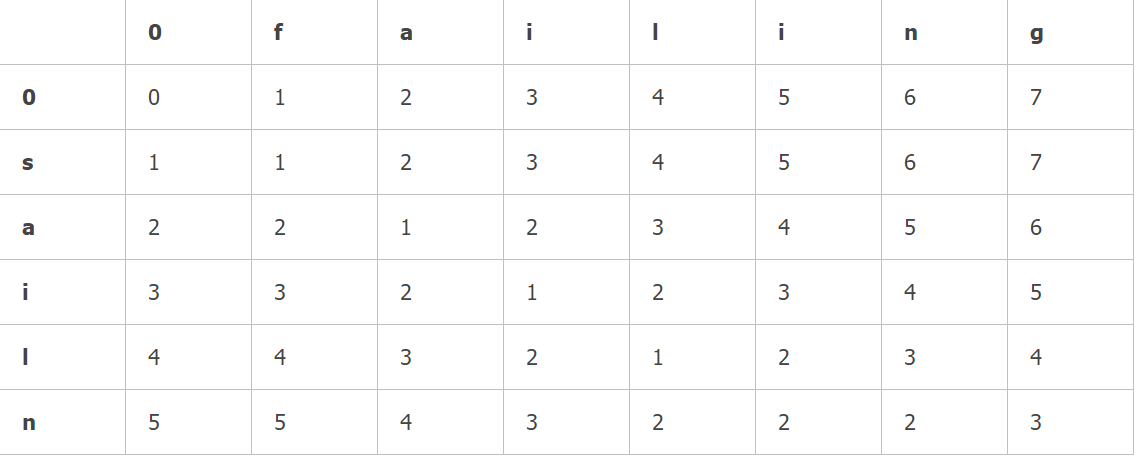 0 f a i l i n g
0 0 1 2 3 4 5 6 7
s 1 1 2 3 4 5 6 7
a 2 2 1 2 3 4 5 6
i 3 3 2 1 2 3 4 5
l 4 4 3 2 1 2 3 4
n 5 5 4 3 2 2 2 3